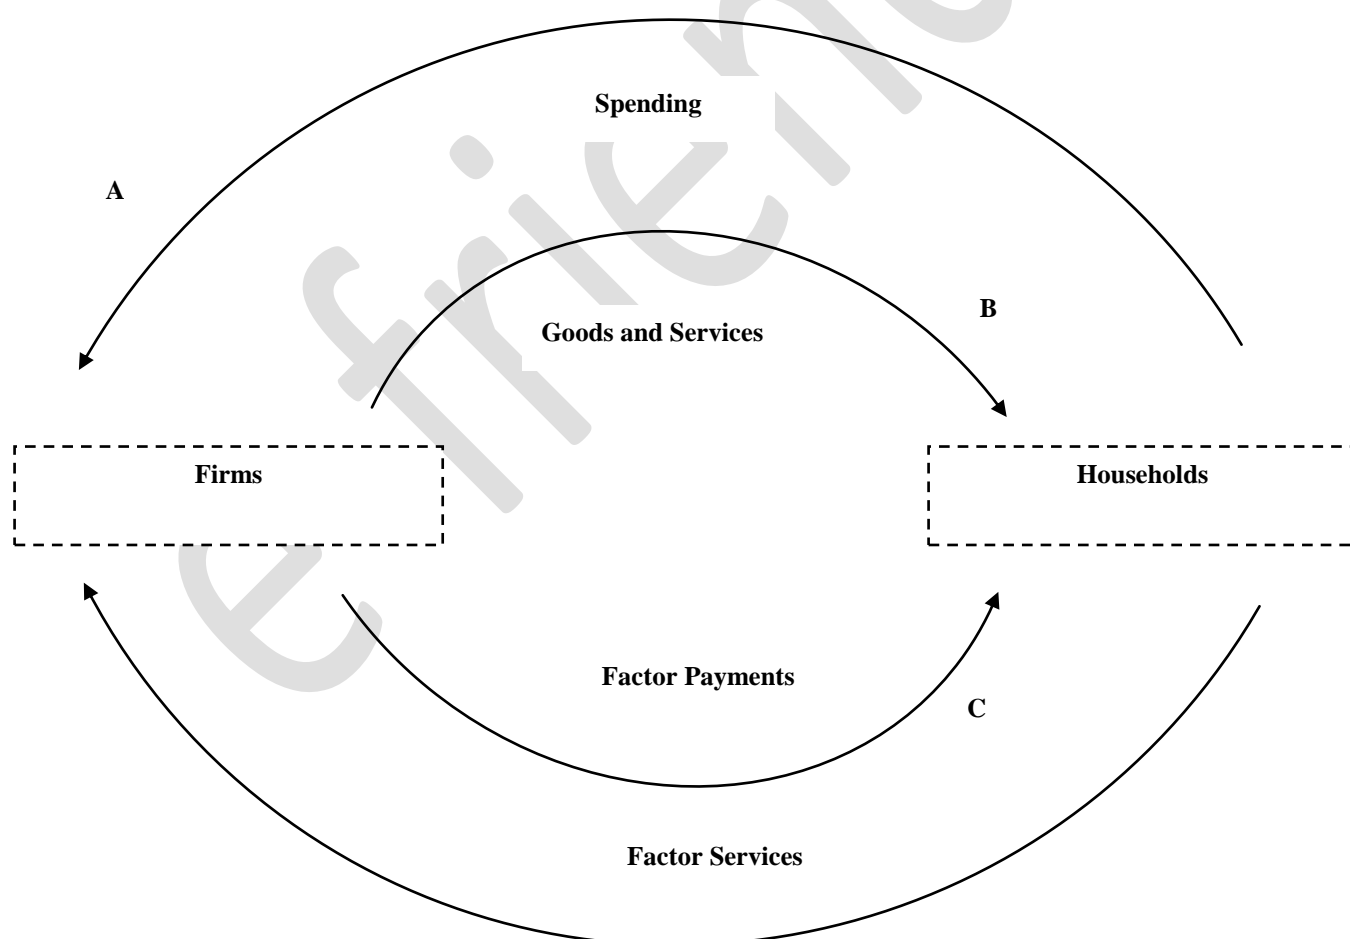 Spending
A
B
Goods and Services
Firms
Households
Factor Payments
C
Factor Services